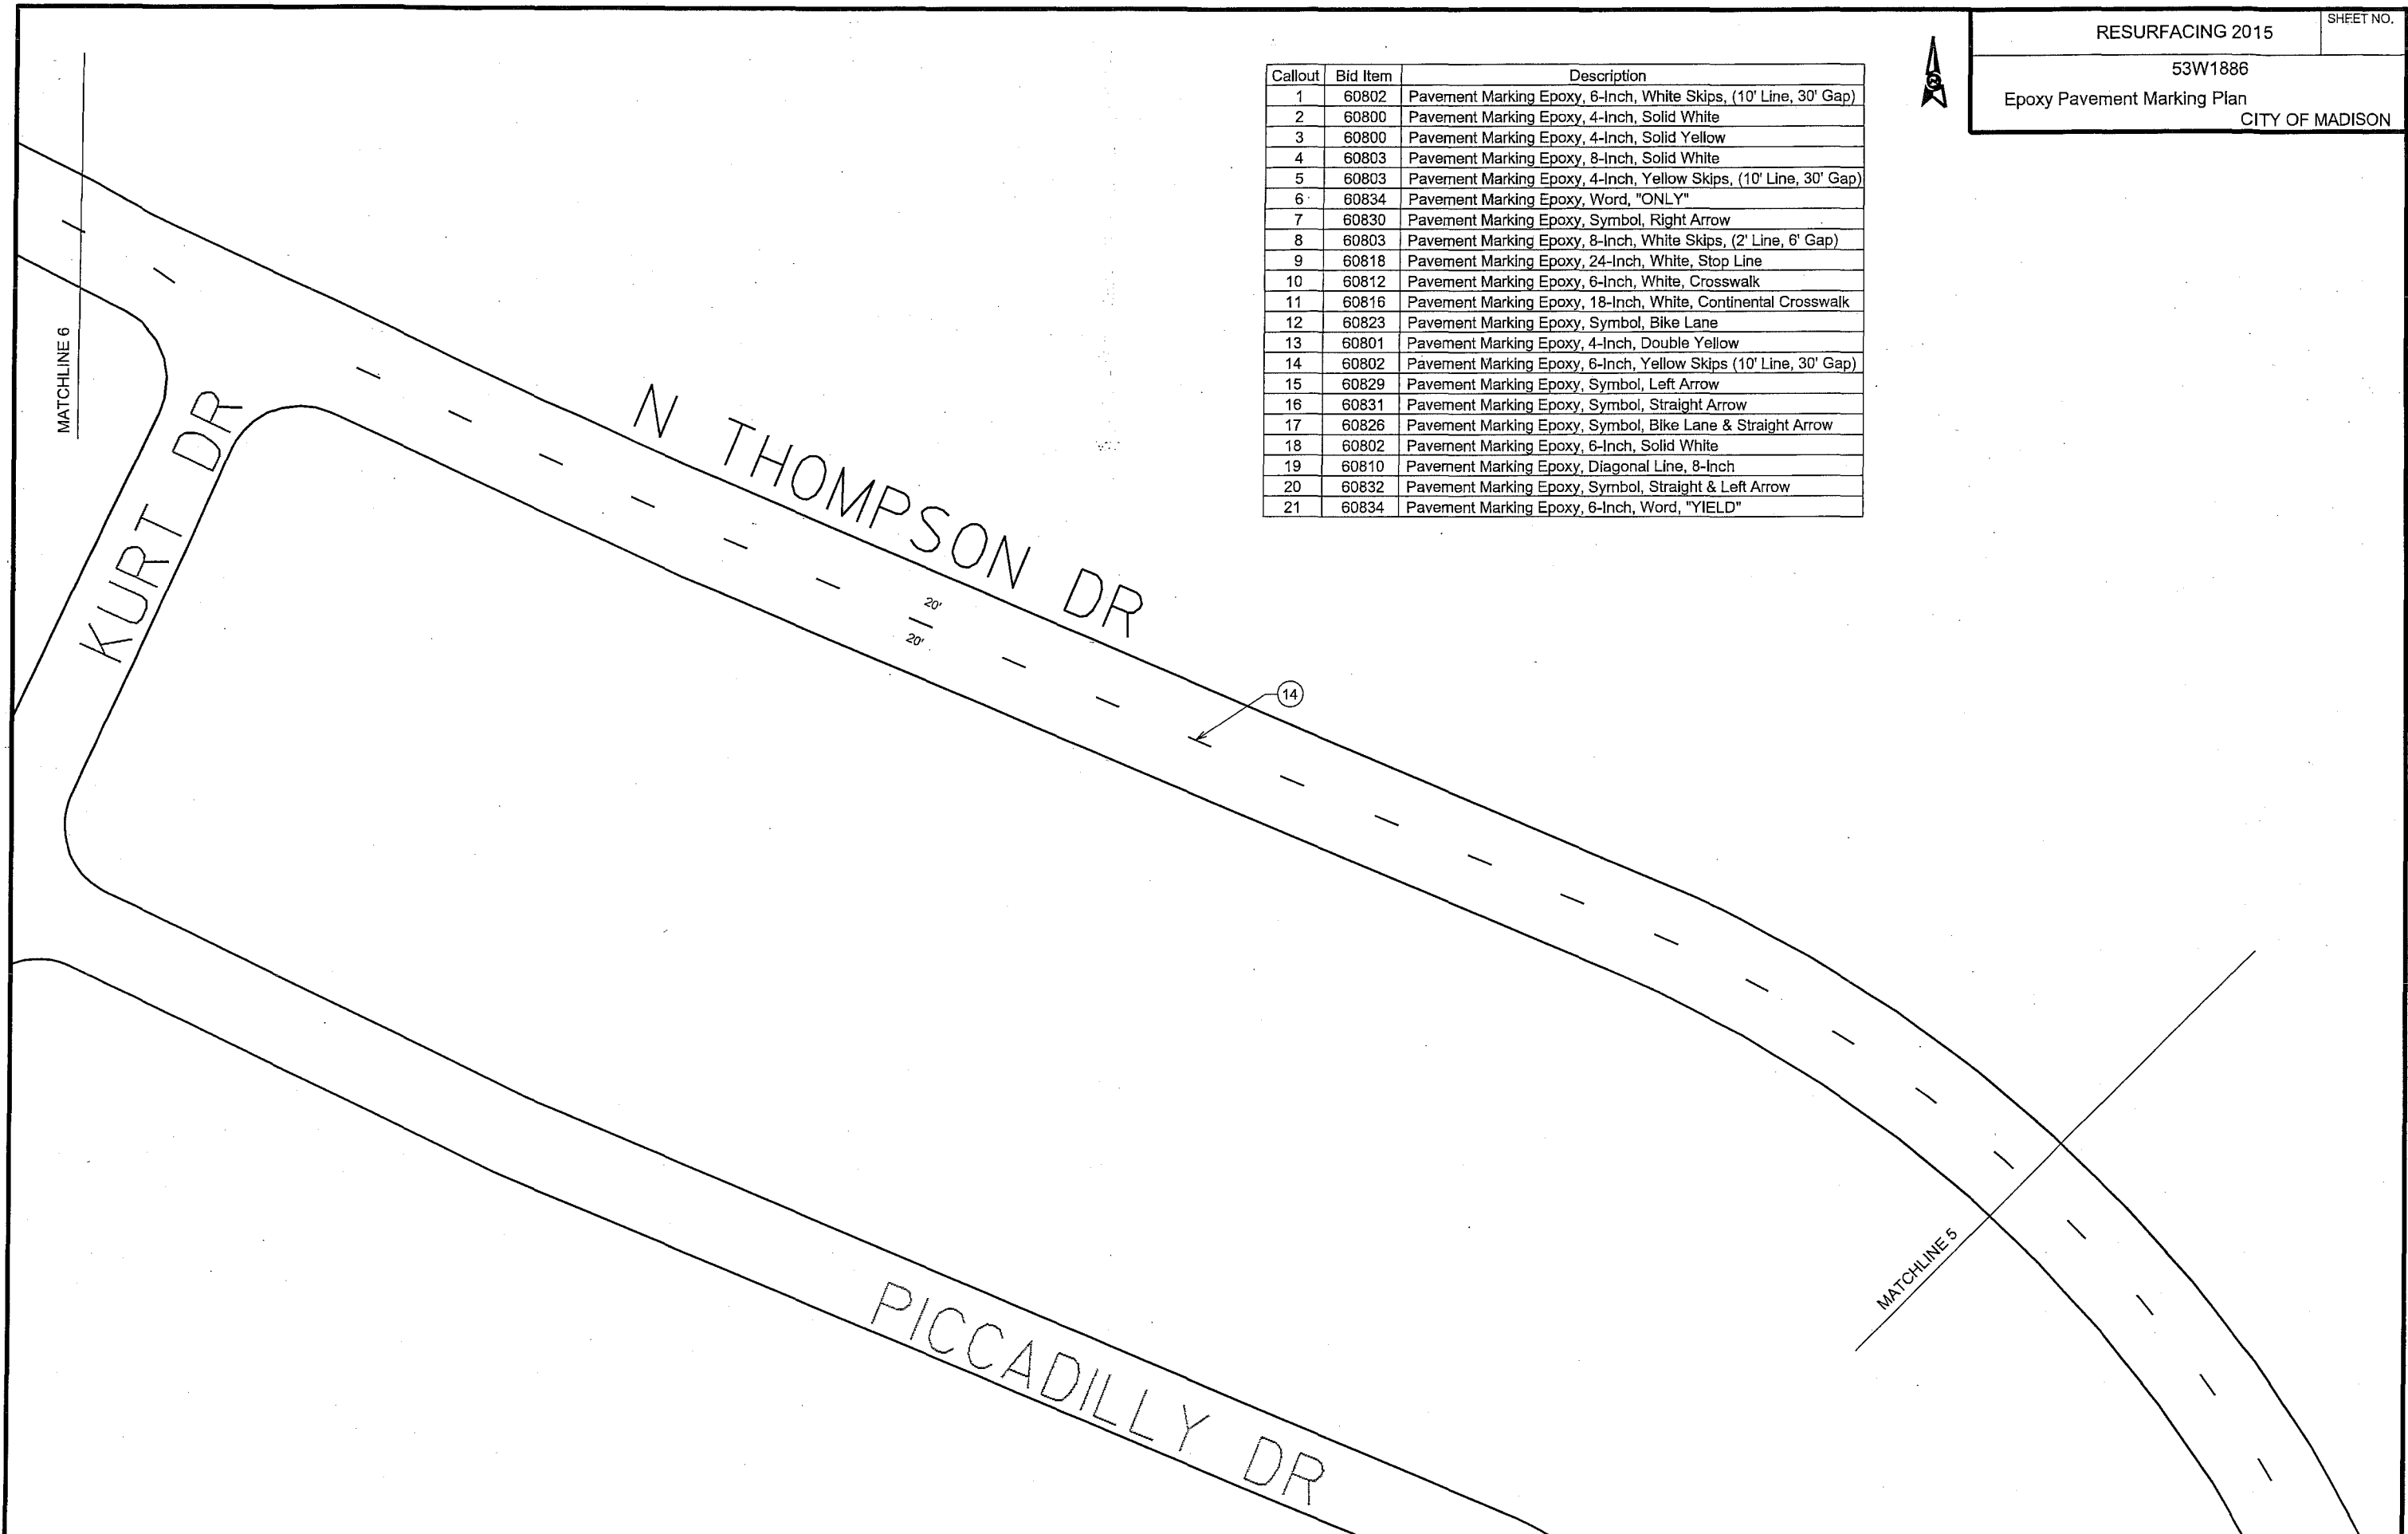 RESURFACING 2015
SHEET NO.
53W1886
Epoxy Pavement Marking Plan
CITY OF MADISON
Callout Bid Item Description
1 60802 Pavement Marking Epoxy, 6-Inch, White Skips, (10' Line, 30' Gap)
2 60800 Pavement Marking Epoxy, 4-Inch, Solid White
3 60800 Pavement Marking Epoxy, 4-Inch, Solid Yellow
4 60803 Pavement Marking Epoxy, 8-Inch, Solid White
5 60803 Pavement Marking Epoxy, 4-Inch, Yellow Skips, (10' Line, 30' Gap)
6 60834 Pavement Marking Epoxy, Word, "ONLY"
7 60830 Pavement Marking Epoxy, Symbol, Right Arrow
8 60803 Pavement Marking Epoxy, 8-Inch, White Skips, (2' Line, 6' Gap)
9 60818 Pavement Marking Epoxy, 24-Inch, White, Stop Line
10 60812 Pavement Marking Epoxy, 6-Inch, White, Crosswalk
11 60816 Pavement Marking Epoxy, 18-Inch, White, Continental Crosswalk
12 60823 Pavement Marking Epoxy, Symbol, Bike Lane
13 60801 Pavement Marking Epoxy, 4-Inch, Double Yellow
14 60802 Pavement Marking Epoxy, 6-Inch, Yellow Skips (10' Line, 30' Gap)
15 60829 Pavement Marking Epoxy, Symbol, Left Arrow
16 60831 Pavement Marking Epoxy, Symbol, Straight Arrow
17 60826 Pavement Marking Epoxy, Symbol, Bike Lane & Straight Arrow
18 60802 Pavement Marking Epoxy, 6-Inch, Solid White
19 60810 Pavement Marking Epoxy, Diagonal Line, 8-Inch
20 60832 Pavement Marking Epoxy, Symbol, Straight & Left Arrow
21 60834 Pavement Marking Epoxy, 6-Inch, Word, "YIELD"
MATCHLINE 6
KURT DR
N THOMPSON DR
20'
20'
14
MATCHLINE 5
PICCADILLY DR